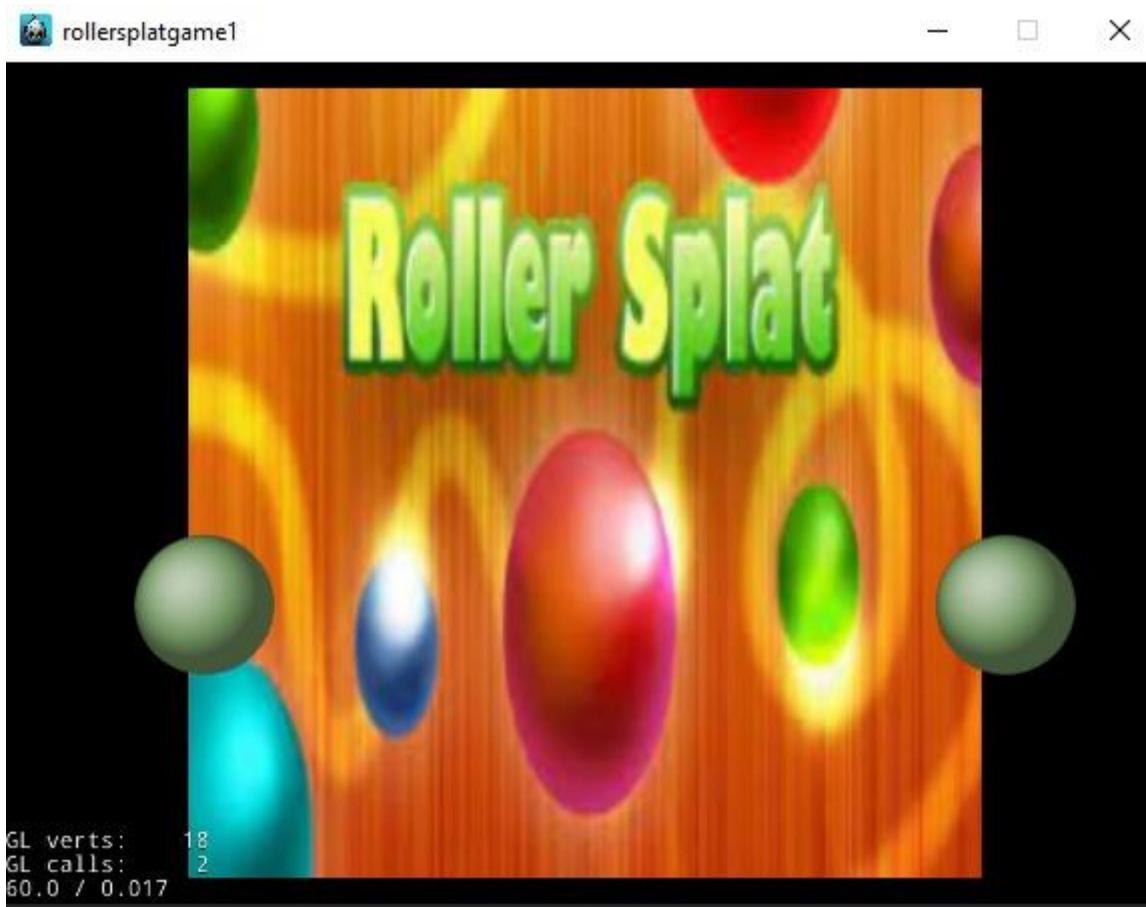 rollersplatgame1
Roller Splat
GL verts: 18
GL calls: 2
60.0 / 0.017